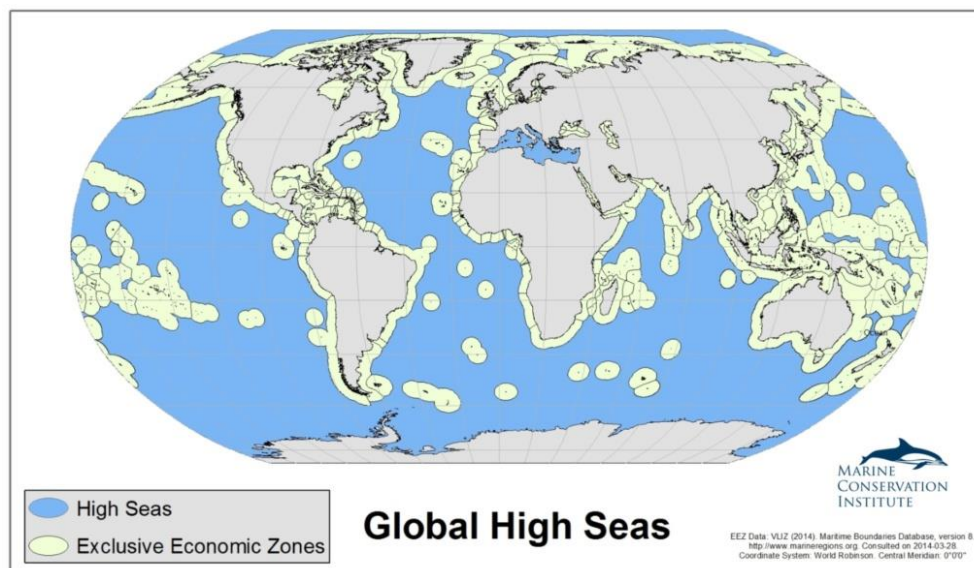 Ocean
MARINE
CONSERVATION
INSTITUTE
High Seas
Exclusive Economic Zones
Global High Seas
EEZ Data: VLIZ (2014). Maritime Boundaries Database, version 8.
http://www.marineregions.org. Consulted on 2014-03-28.
Coordinate System: World Robinson. Central Meridian: 0°0'0"